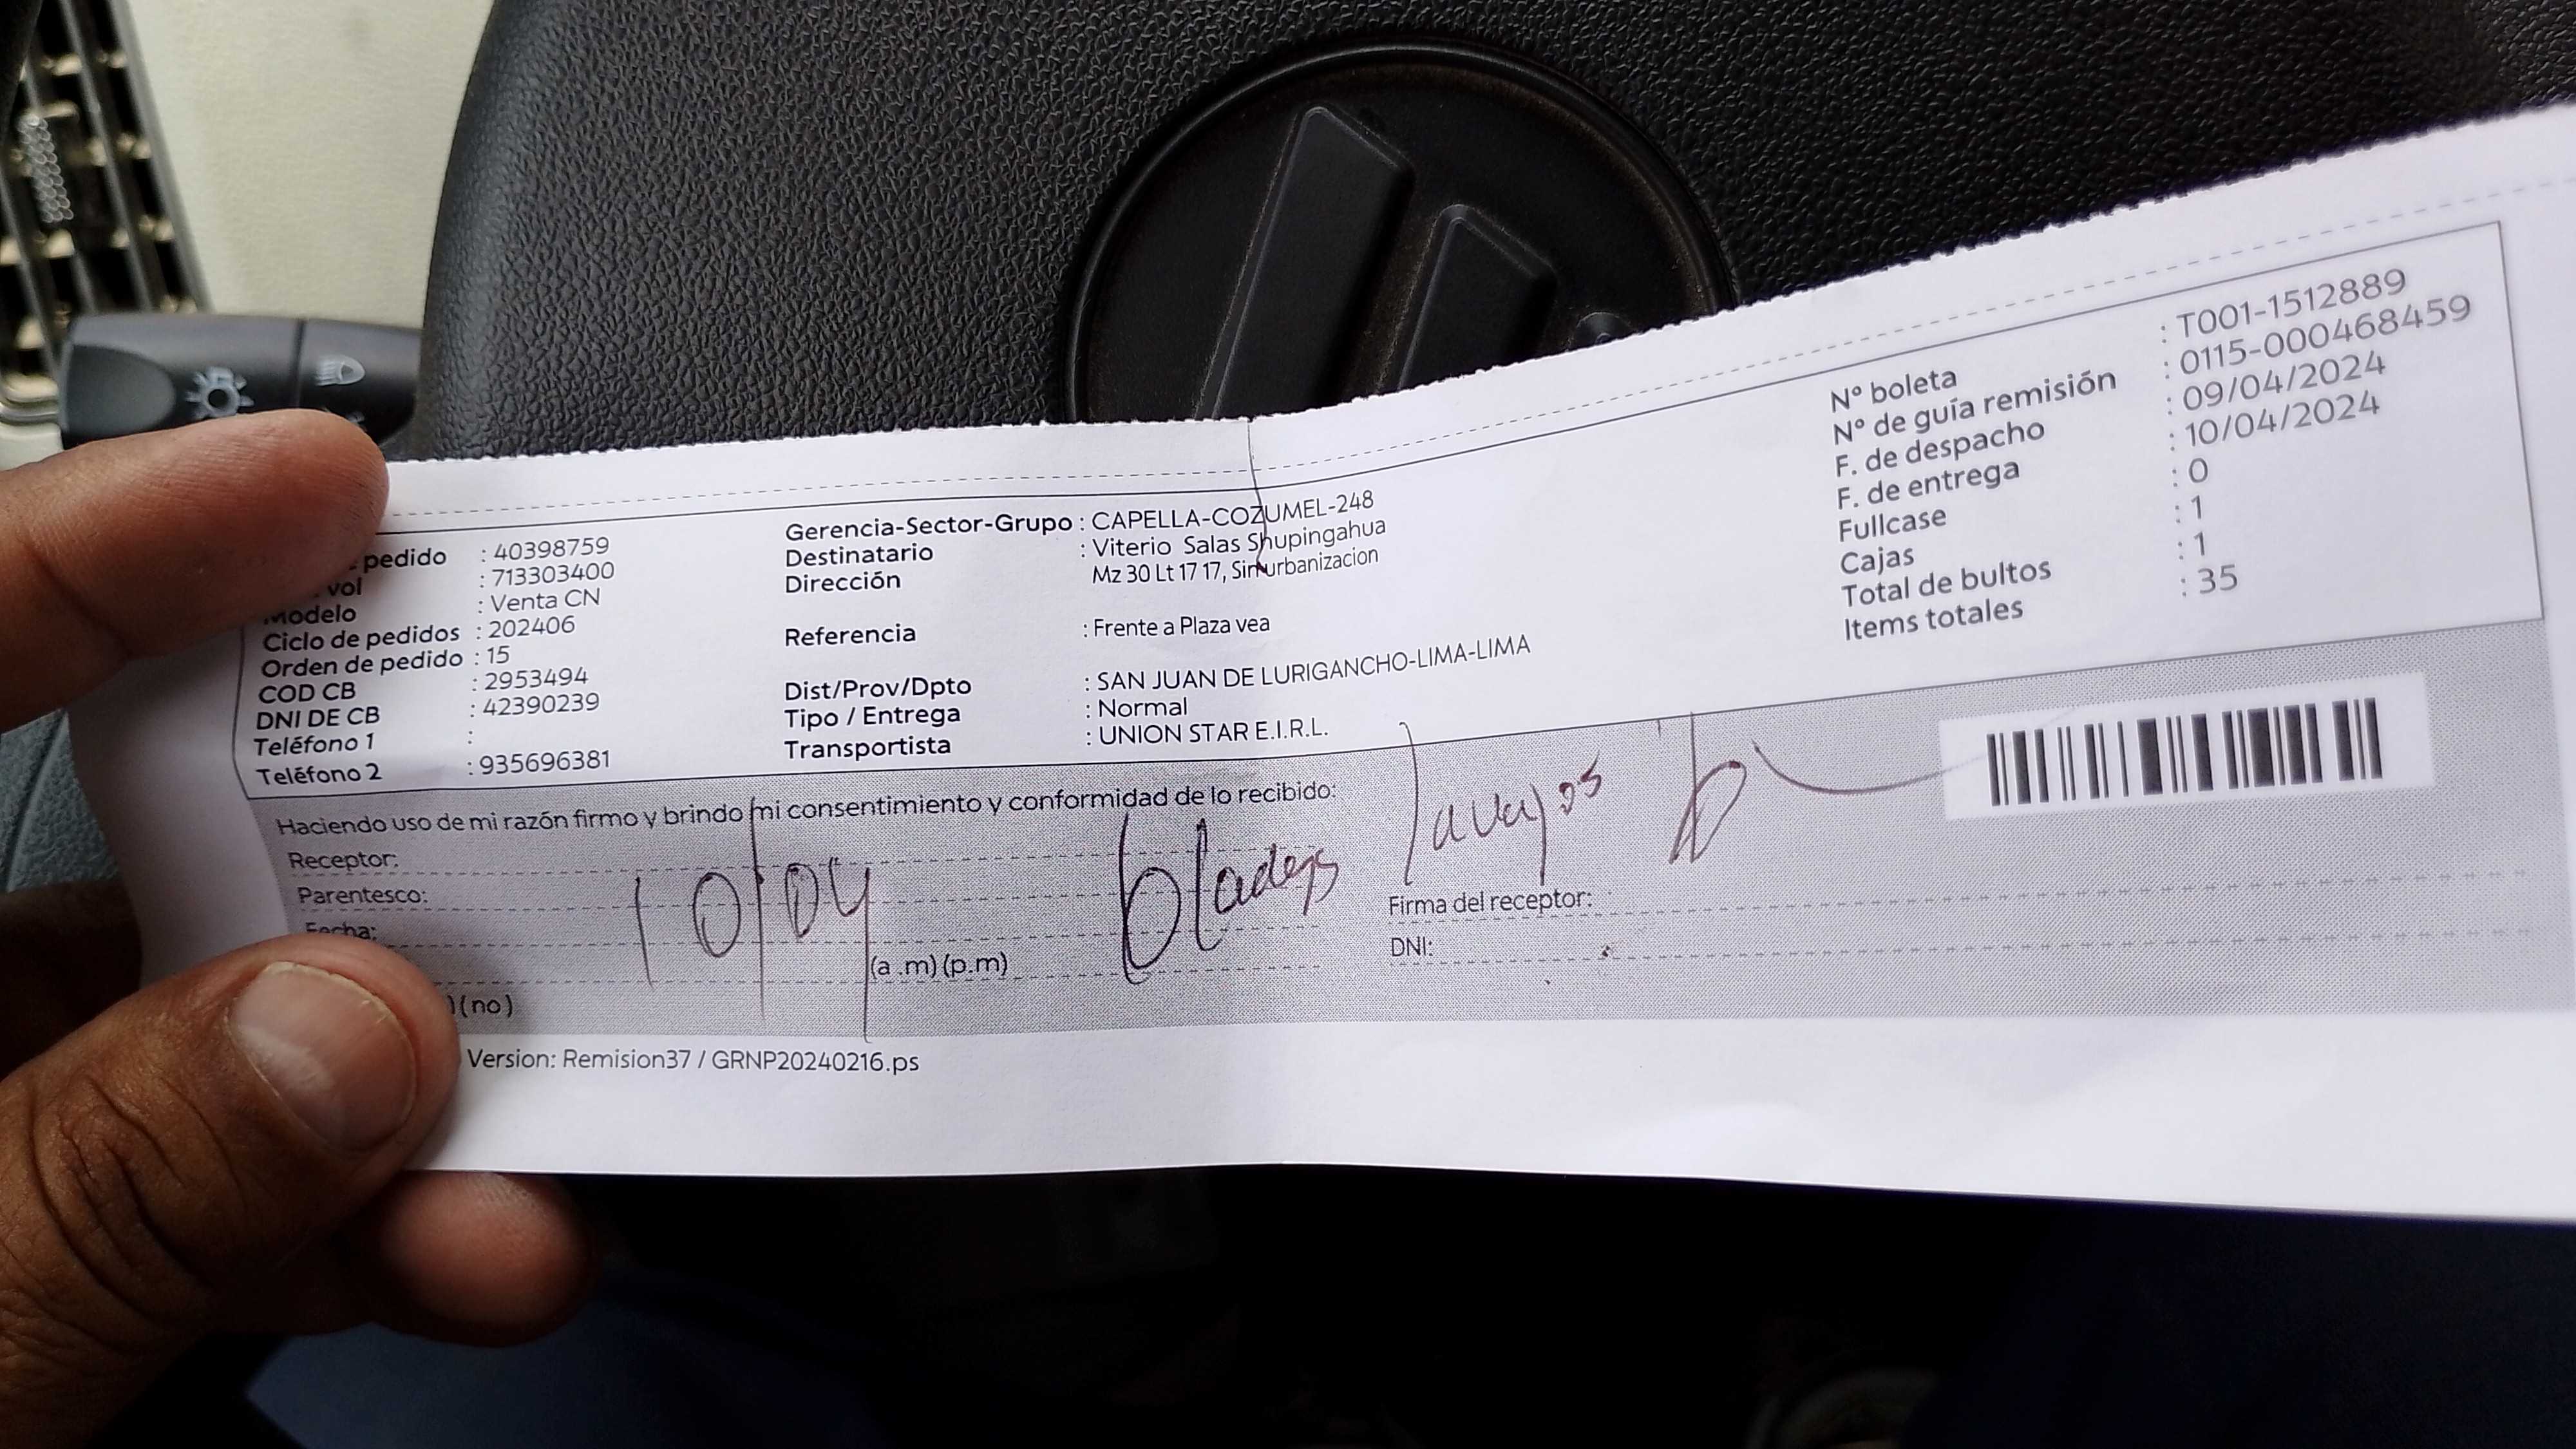 pedido : 40398759
vol : 713303400
Modelo : Venta CN
Ciclo de pedidos : 202406
Orden de pedido : 15
COD CB : 2953494
DNI DE CB : 42390239
Teléfono 1 :
Teléfono 2 : 935696381
Gerencia-Sector-Grupo : CAPELLA-COZUMEL-248
Destinatario : Viterio Salas Shupingahua
Dirección Mz 30 Lt 17 17, Sin urbanizacion
Referencia : Frente a Plaza vea
Dist/Prov/Dpto : SAN JUAN DE LURIGANCHO-LIMA-LIMA
Tipo / Entrega : Normal
Transportista : UNION STAR E.I.R.L.
Nº boleta : T001-1512889
Nº de guía remisión : 0115-000468459
F. de despacho : 09/04/2024
F. de entrega : 10/04/2024
Fullcase : 0
Cajas : 1
Total de bultos : 1
Items totales : 35
Haciendo uso de mi razón firmo y brindo mi consentimiento y conformidad de lo recibido:
Receptor:
Parentesco:
Fecha: 10/04
(a .m) (p.m)
)(no)
Firma del receptor:
DNI:
Version: Remision37 / GRNP20240216.ps